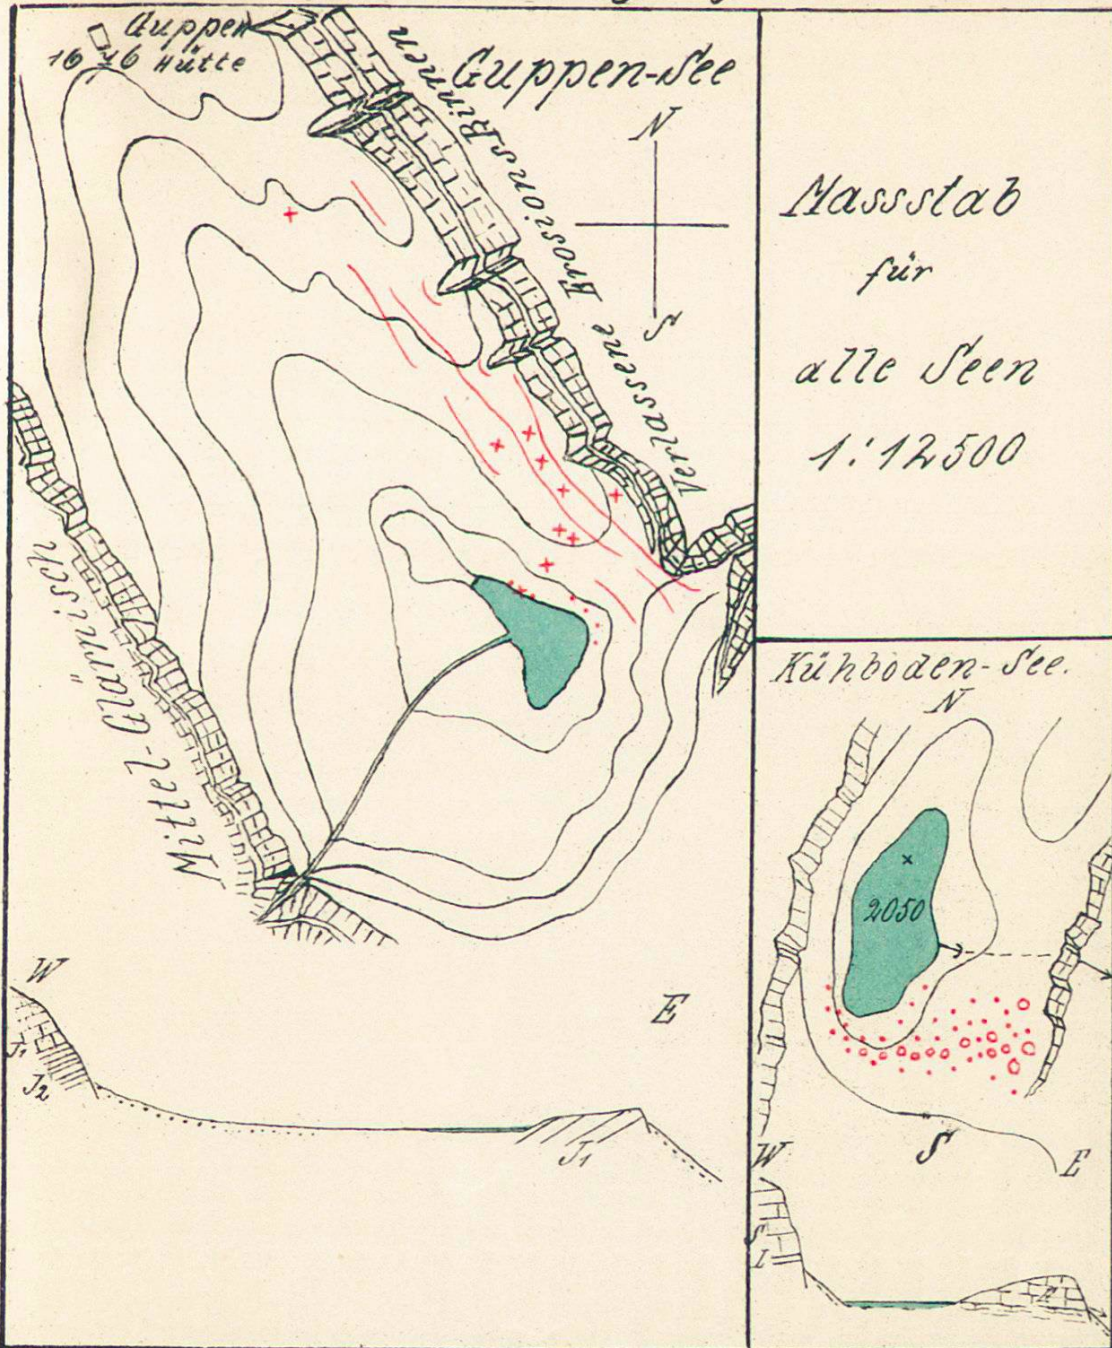 Guppen
1676 Hütte
Guppen-See
N
S
Verlassene Erosions Rinnen
Mittel-Glärnisch
W
E
J1
J2
J1
Massstab
für
alle Seen
1:12500
Kühboden-See.
N
2050
S
W
E